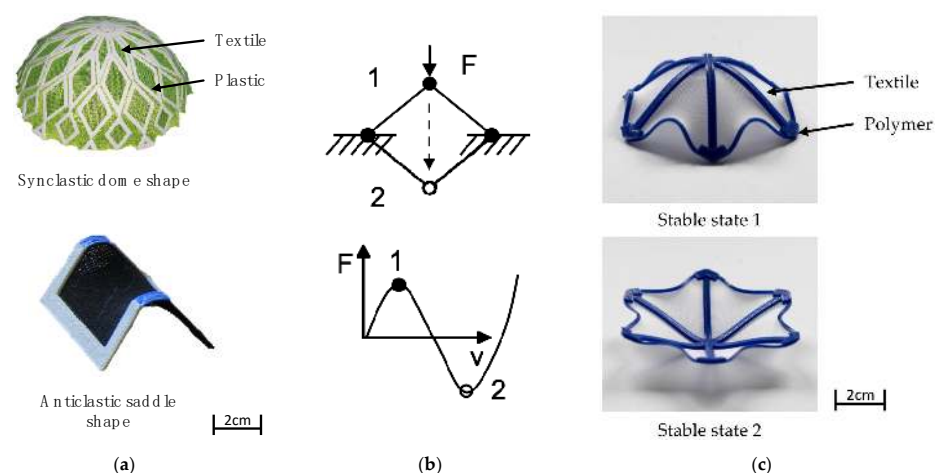 Textile
Plastic
Synclastic dome shape
Anticlastic saddle
shape
2cm
(a)
1
F
2
F
1
v
2
(b)
Textile
Polymer
Stable state 1
Stable state 2
2cm
(c)